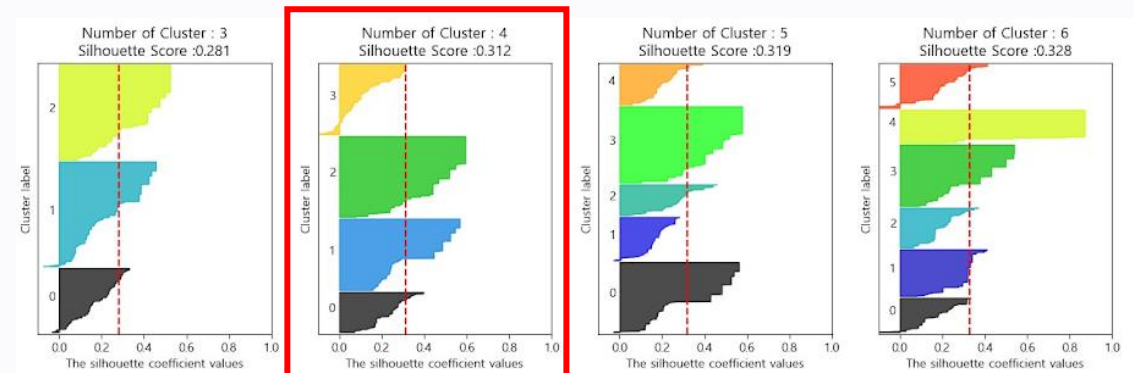 Number of Cluster : 3
Silhouette Score :0.281
2
1
0
Cluster label
0.0 0.2 0.4 0.6 0.8 1.0
The silhouette coefficient values
Number of Cluster : 4
Silhouette Score :0.312
3
2
1
0
Cluster label
0.0 0.2 0.4 0.6 0.8 1.0
The silhouette coefficient values
Number of Cluster : 5
Silhouette Score :0.319
4
3
2
1
0
Cluster label
0.0 0.2 0.4 0.6 0.8 1.0
The silhouette coefficient values
Number of Cluster : 6
Silhouette Score :0.328
5
4
3
2
1
0
Cluster label
0.0 0.2 0.4 0.6 0.8 1.0
The silhouette coefficient values